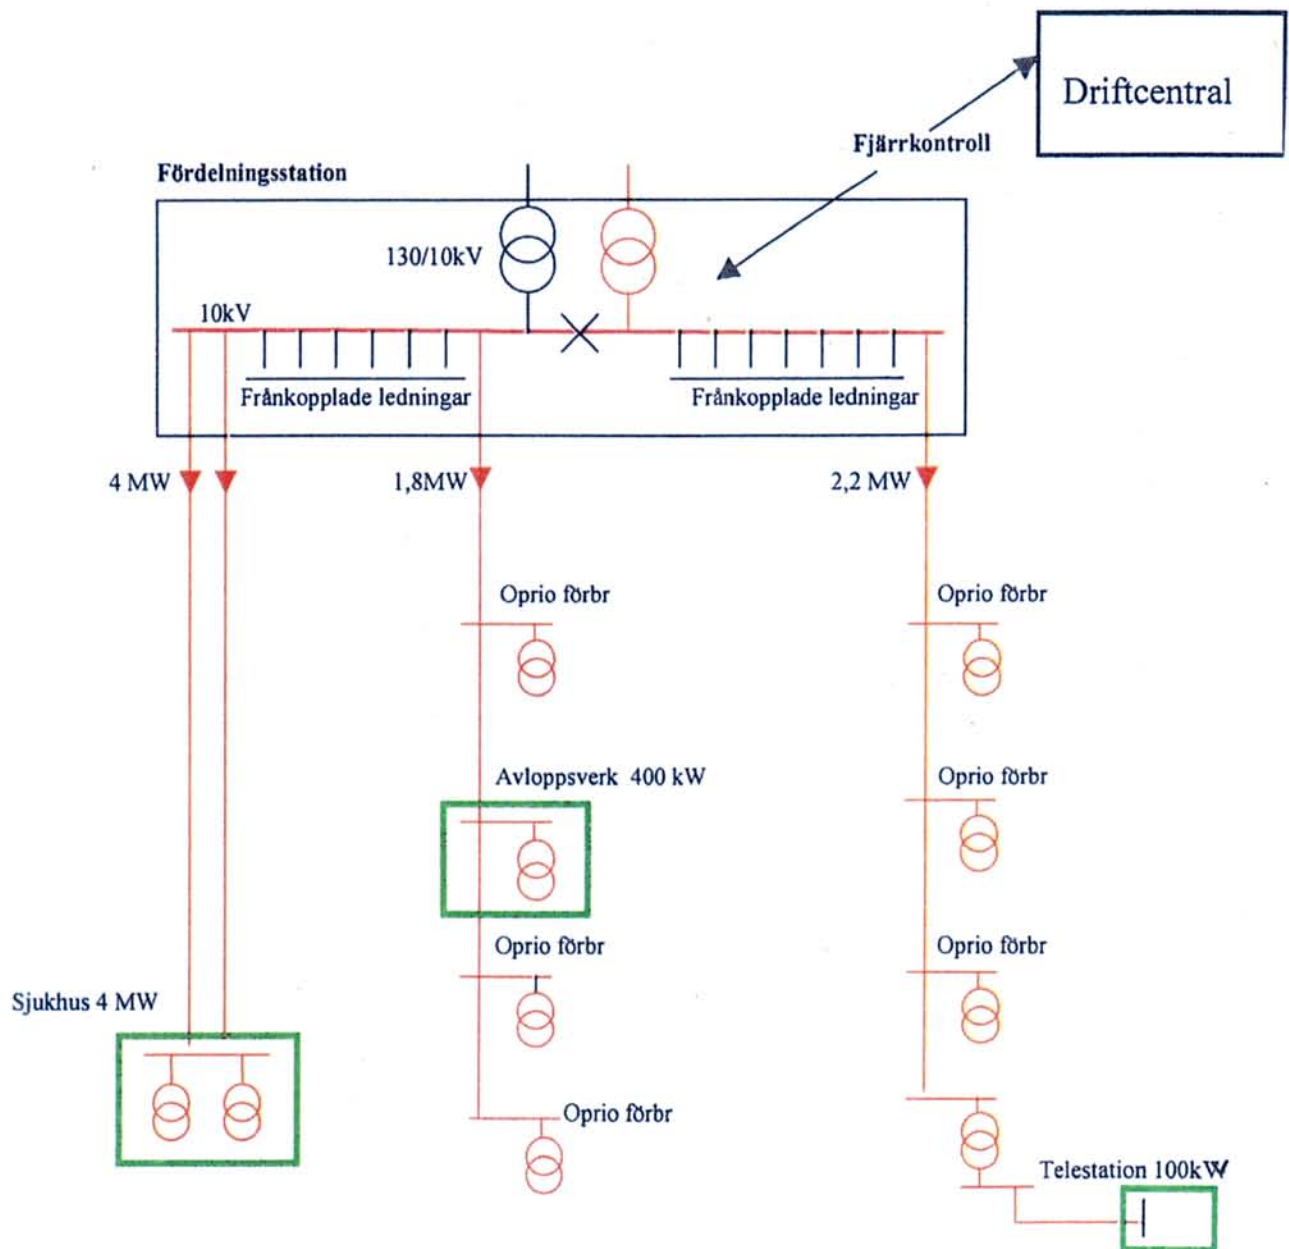 Driftcentral
Fjärrkontroll
Fördelningsstation
130/10kV
10kV
Frånkopplade ledningar
Frånkopplade ledningar
4 MW
1,8MW
2,2 MW
Oprio förbr
Oprio förbr
Avloppsverk 400 kW
Oprio förbr
Oprio förbr
Oprio förbr
Sjukhus 4 MW
Oprio förbr
Telestation 100kW